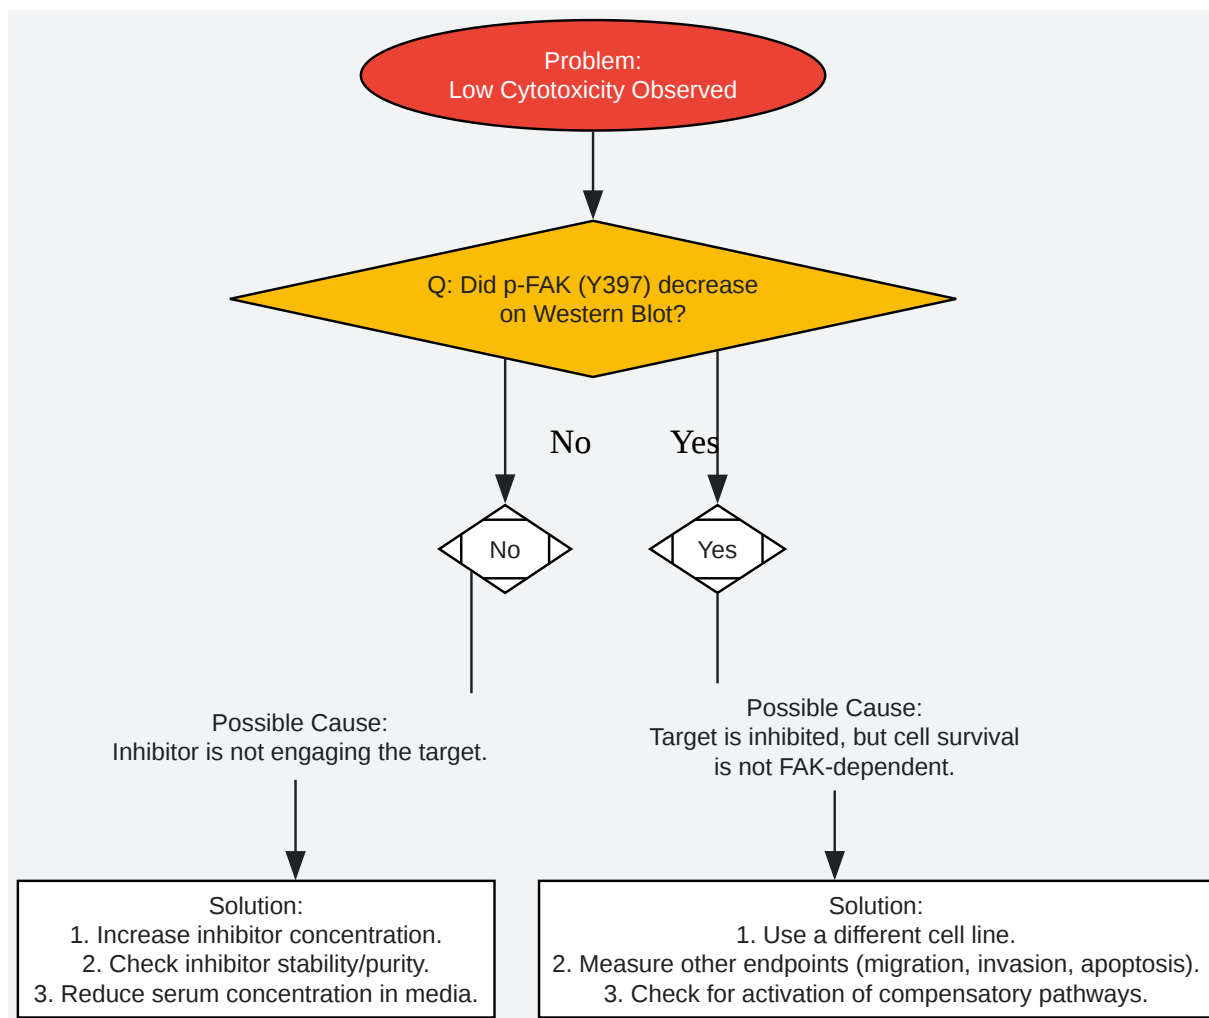 Problem:
Low Cytotoxicity Observed
Q: Did p-FAK (Y397) decrease
on Western Blot?
No
Yes
No
Yes
Possible Cause:
Inhibitor is not engaging the target.
Possible Cause:
Target is inhibited, but cell survival
is not FAK-dependent.
Solution:
1. Increase inhibitor concentration.
2. Check inhibitor stability/purity.
3. Reduce serum concentration in media.
Solution:
1. Use a different cell line.
2. Measure other endpoints (migration, invasion, apoptosis).
3. Check for activation of compensatory pathways.